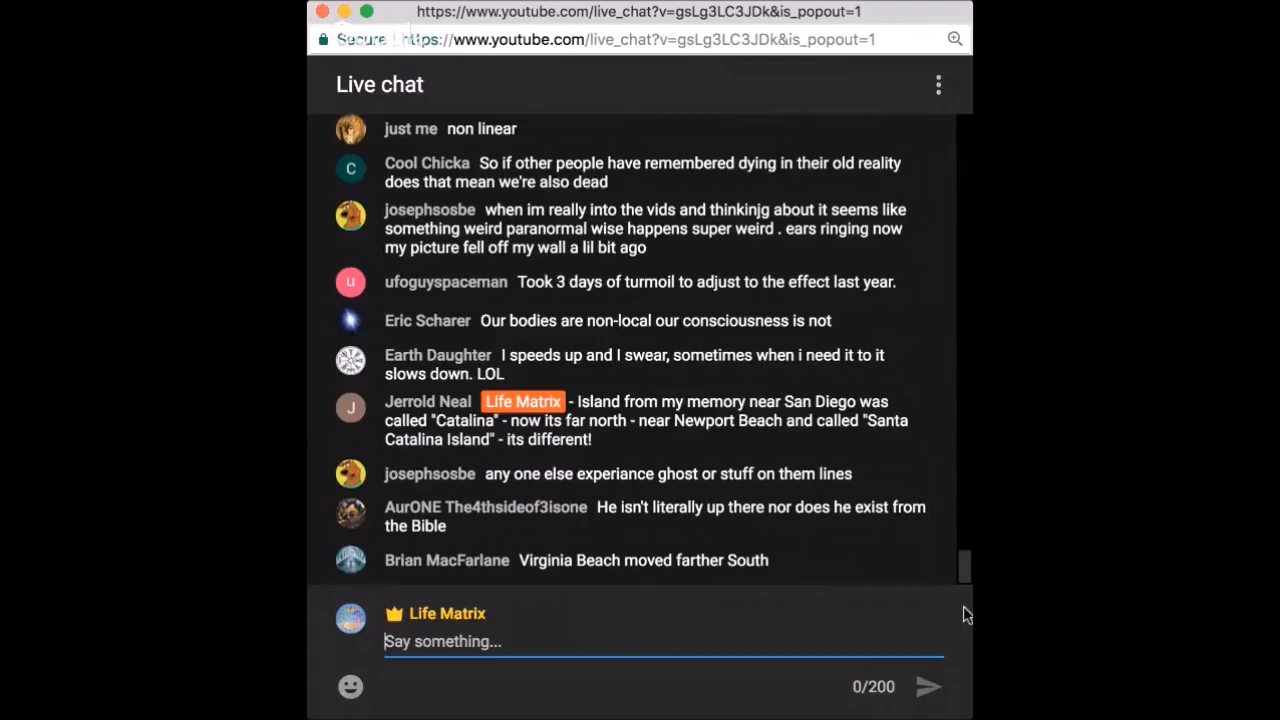 https://www.youtube.com/live_chat?v=gsLg3LC3JDk&is_popout=1
Secure https://www.youtube.com/live_chat?v=gsLg3LC3JDk&is_popout=1
Live chat
just me non linear
C Cool Chicka So if other people have remembered dying in their old reality
does that mean we're also dead
josephsosbe when im really into the vids and thinkinjg about it seems like
something weird paranormal wise happens super weird . ears ringing now
my picture fell off my wall a lil bit ago
u ufoguyspaceman Took 3 days of turmoil to adjust to the effect last year.
Eric Scharer Our bodies are non-local our consciousness is not
Earth Daughter I speeds up and I swear, sometimes when i need it to it
slows down. LOL
J Jerrold Neal Life Matrix - Island from my memory near San Diego was
called "Catalina" - now its far north - near Newport Beach and called "Santa
Catalina Island" - its different!
josephsosbe any one else experiance ghost or stuff on them lines
AurONE The4thsideof3isone He isn't literally up there nor does he exist from
the Bible
Brian MacFarlane Virginia Beach moved farther South
Life Matrix
Say something...
0/200